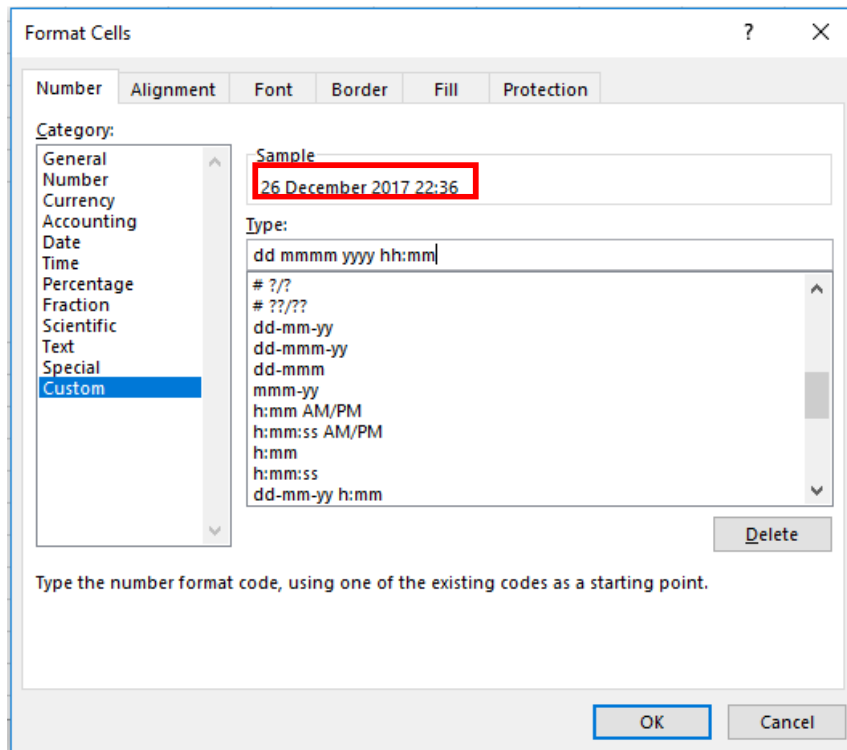 Format Cells ? ×
Number Alignment Font Border Fill Protection
Category:
General
Number
Currency
Accounting
Date
Time
Percentage
Fraction
Scientific
Text
Special
Custom
Sample
26 December 2017 22:36
Type:
dd mmmm yyyy hh:mm
# ?/?
# ??/??
dd-mm-yy
dd-mmm-yy
dd-mmm
mmm-yy
h:mm AM/PM
h:mm:ss AM/PM
h:mm
h:mm:ss
dd-mm-yy h:mm
Delete
Type the number format code, using one of the existing codes as a starting point.
OK Cancel